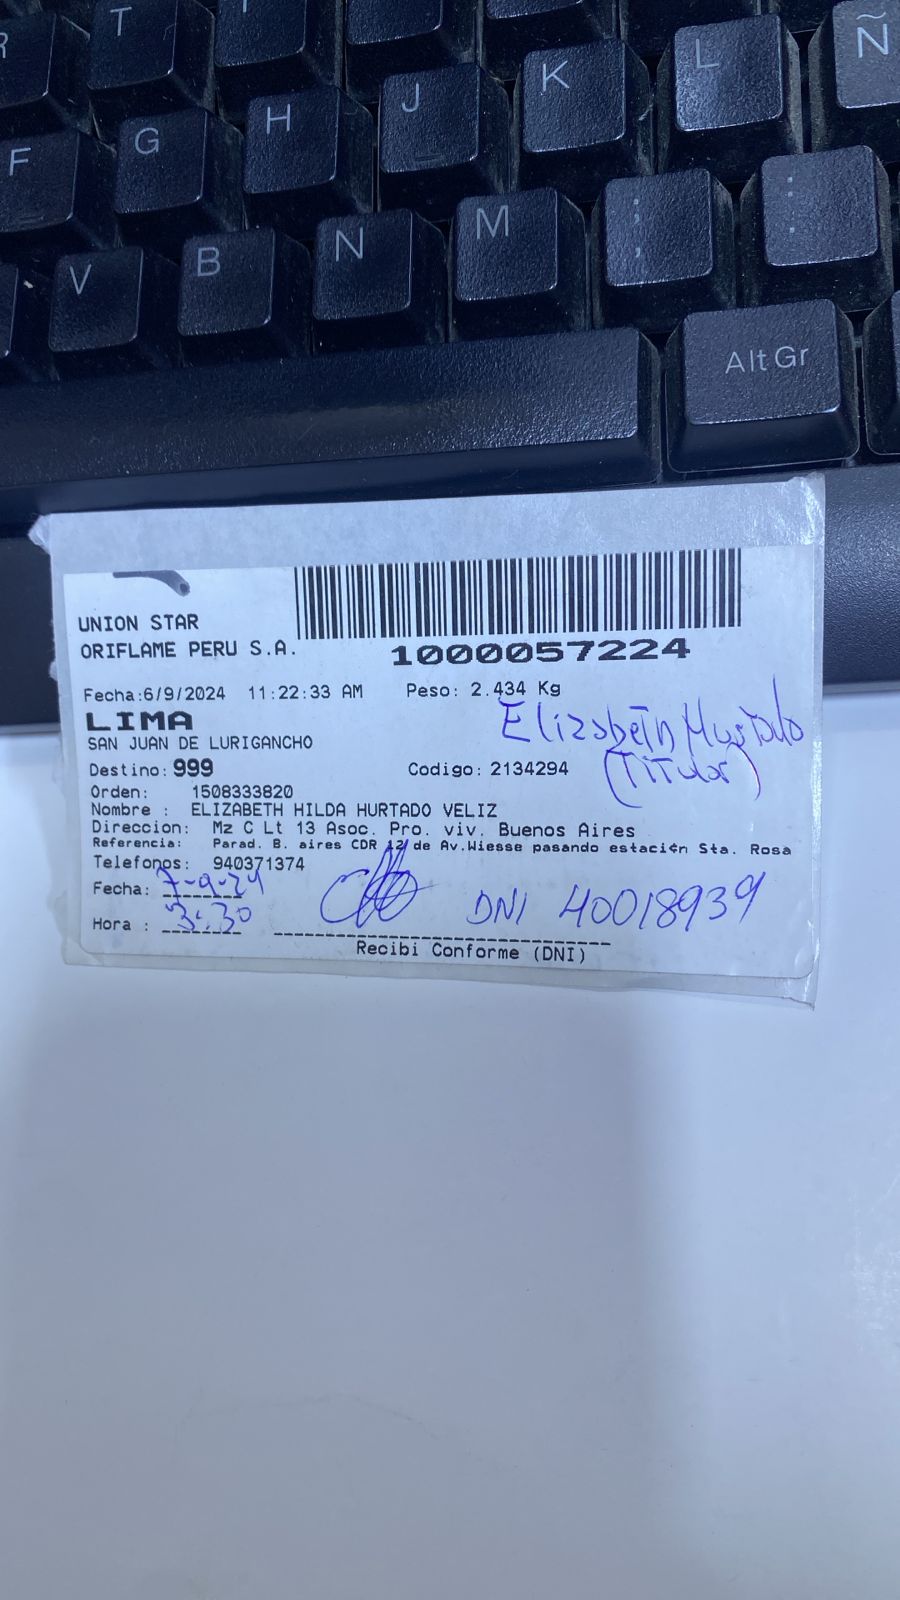 R T
F G H J K L Ñ
V B N M ; :
, .
Alt Gr
UNION STAR
ORIFLAME PERU S.A.
1000057224
Fecha:6/9/2024 11:22:33 AM Peso: 2.434 Kg
LIMA
Elizabeth Hurtado
SAN JUAN DE LURIGANCHO
(Titular)
Destino: 999 Codigo: 2134294
Orden: 1508333820
Nombre : ELIZABETH HILDA HURTADO VELIZ
Direccion: Mz C Lt 13 Asoc. Pro. viv. Buenos Aires
Referencia: Parad. B. aires CDR 12 de Av.Wiesse pasando estaci¢n Sta. Rosa
Telefonos: 940371374
Fecha: 7-9-24
DNI 40018939
Hora : 3:30
Recibi Conforme (DNI)